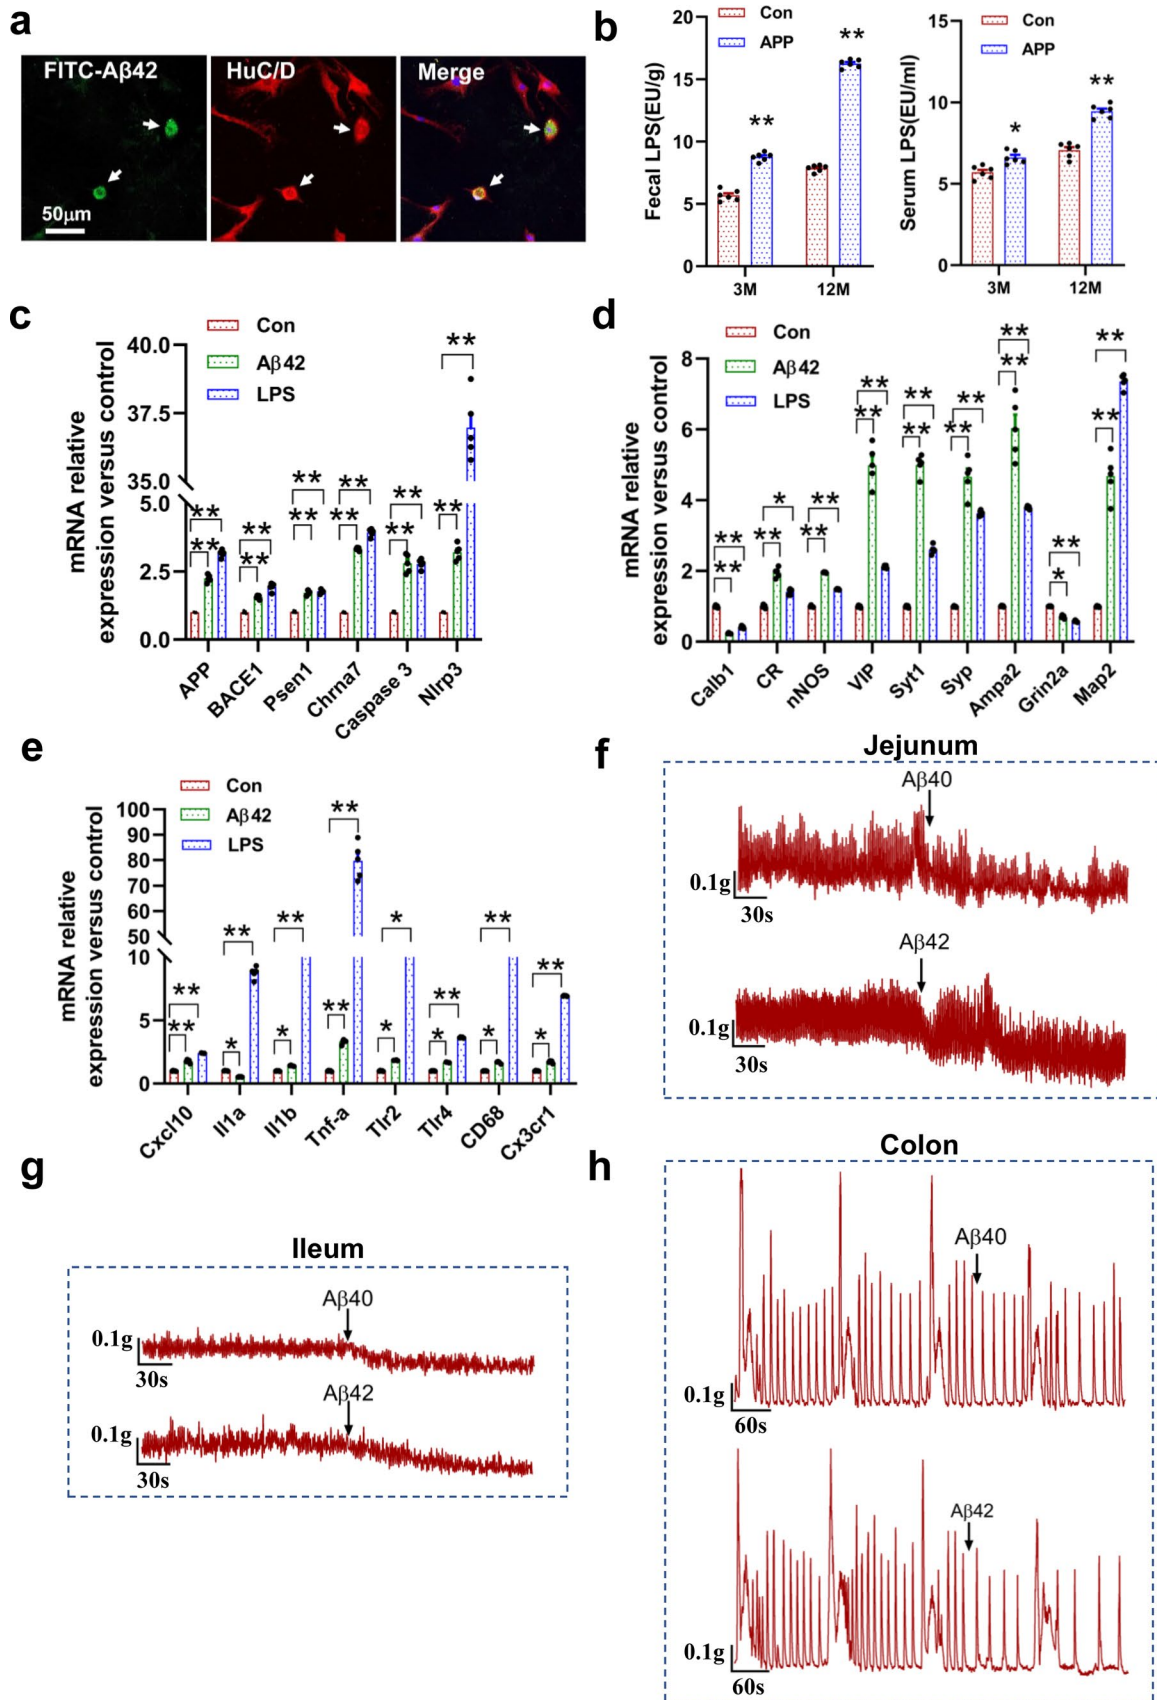 a
FITC-Aβ42
HuC/D
Merge
50μm
b
Con
APP
Fecal LPS(EU/g)
20
15
10
5
0
3M
12M
**
**
Con
APP
Serum LPS(EU/ml)
15
10
5
0
3M
12M
*
**
c
Con
Aβ42
LPS
mRNA relative
expression versus control
40.0
37.5
35.0
5.0
2.5
0.0
**
**
**
**
**
**
**
**
**
**
**
**
APP
BACE1
Psen1
Chrna7
Caspase 3
Nlrp3
d
Con
Aβ42
LPS
mRNA relative
expression versus control
8
6
4
2
0
**
**
*
**
**
**
**
**
**
**
**
**
**
**
**
*
**
**
Calb1
CR
nNOS
VIP
Syt1
Syp
Ampa2
Grin2a
Map2
e
Con
Aβ42
LPS
mRNA relative
expression versus control
100
90
80
70
60
50
10
5
0
**
**
**
*
**
*
**
**
*
*
**
*
**
*
**
*
Cxcl10
Il1a
Il1b
Tnf-a
Tlr2
Tlr4
CD68
Cx3cr1
f
Jejunum
Aβ40
0.1g
30s
Aβ42
0.1g
30s
g
Ileum
Aβ40
0.1g
30s
Aβ42
0.1g
30s
h
Colon
Aβ40
0.1g
60s
Aβ42
0.1g
60s